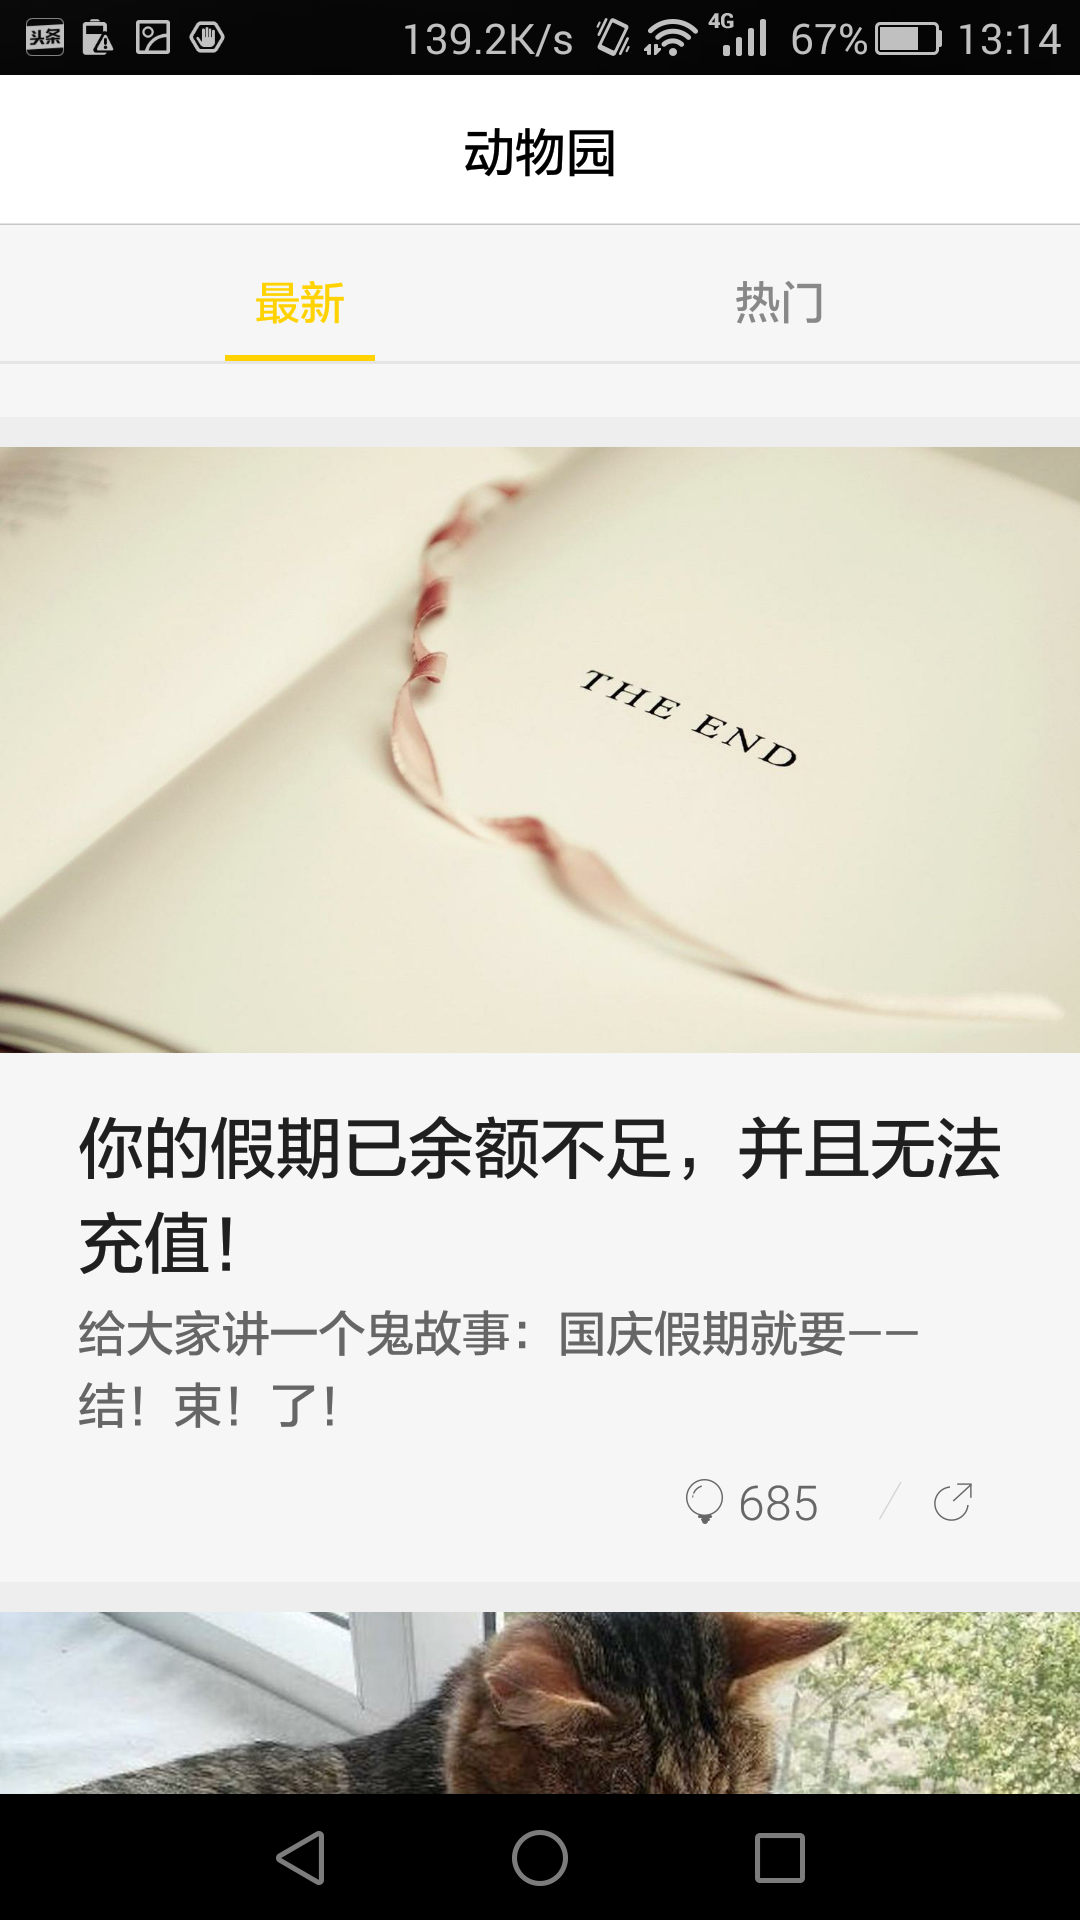 头条
139.2K/s 4G 67% 13:14
动物园
最新 热门
THE END
你的假期已余额不足，并且无法
充值！
给大家讲一个鬼故事：国庆假期就要——
结！束！了！
685